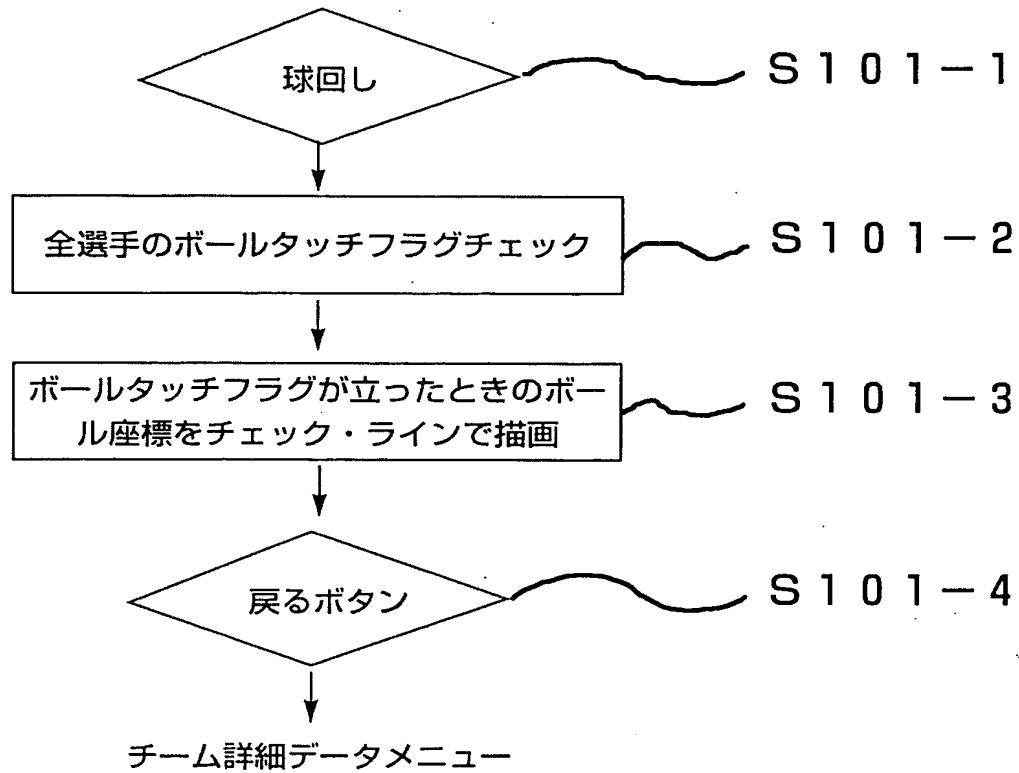 球回し
S101-1
全選手のボールタッチフラグチェック
S101-2
ボールタッチフラグが立ったときのボー
ル座標をチェック・ラインで描画
S101-3
戻るボタン
S101-4
チーム詳細データメニュー